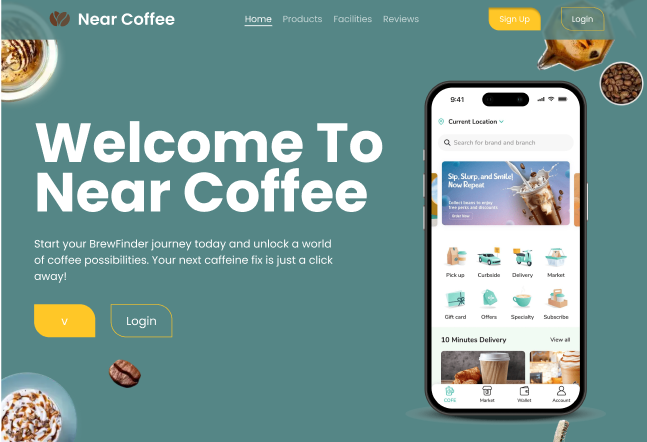 Near Coffee
Home Products Facilities Reviews
Sign Up
Login
Welcome To
Near Coffee
Start your BrewFinder journey today and unlock a world
of coffee possibilities. Your next caffeine fix is just a click
away!
v
Login
9:41
Current Location
Search for brand and branch
Sip, Slurp, and Smile!
Now Repeat
Collect beans to enjoy
free perks and discounts
Order Now
Pick up Curbside Delivery Market
Gift card Offers Specialty Subscribe
10 Minutes Delivery View all
COFE Market Wallet Account